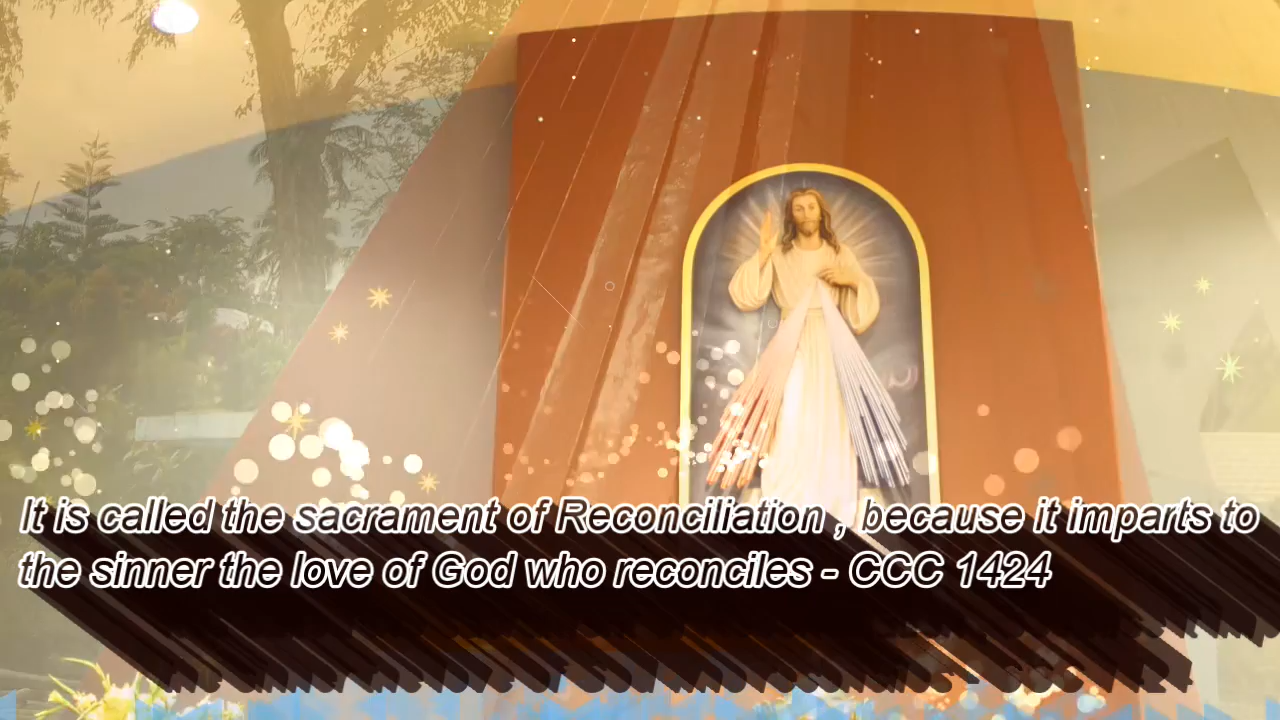 It is called the sacrament of Reconciliation , because it imparts to
the sinner the love of God who reconciles - CCC 1424